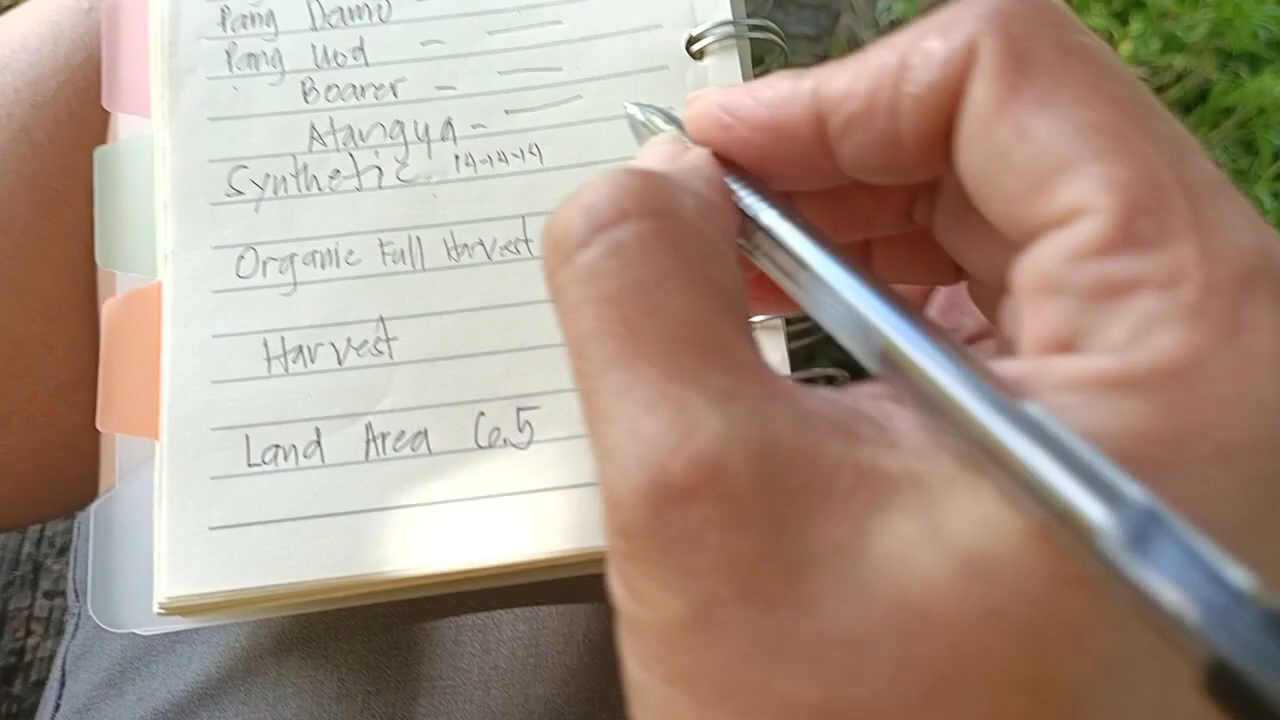 Pang Damo -
Pang Uod -
Boarer -
Atangya -
Synthetic 14-14-14
Organic Full Harvest
Harvest
Land Area 6.5